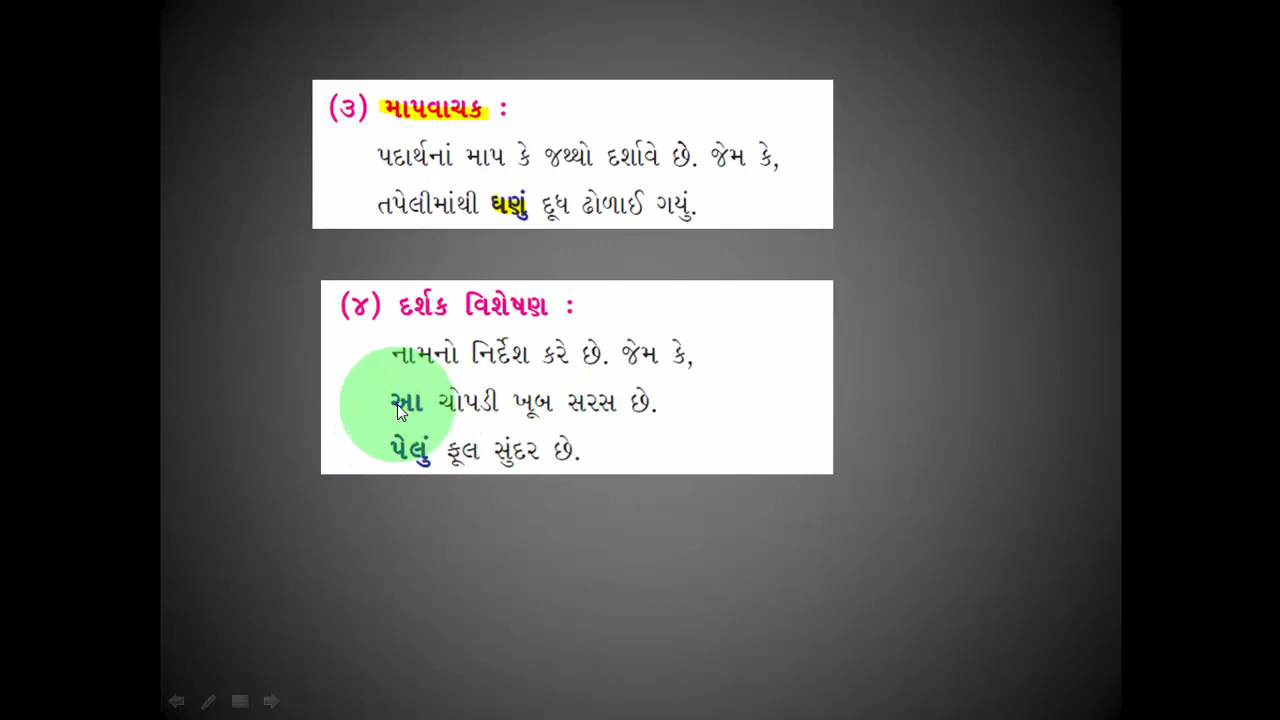 (૩) માપવાચક :
પદાર્થનાં માપ કે જથ્થો દર્શાવે છે. જેમ કે,
તપેલીમાંથી ઘણું દૂધ ઢોળાઈ ગયું.
(૪) દર્શક વિશેષણ :
નામનો નિર્દેશ કરે છે. જેમ કે,
આ ચોપડી ખૂબ સરસ છે.
પેલું ફૂલ સુંદર છે.